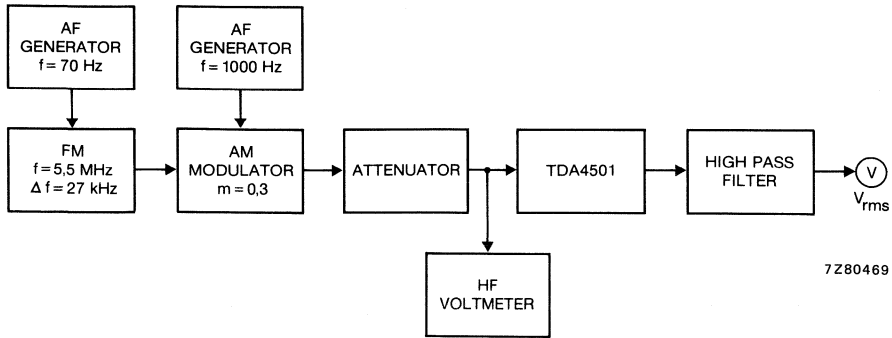 AF
GENERATOR
f = 70 Hz
AF
GENERATOR
f = 1000 Hz
FM
f = 5,5 MHz
Δ f = 27 kHz
AM
MODULATOR
m = 0,3
ATTENUATOR
TDA4501
HIGH PASS
FILTER
V
Vrms
HF
VOLTMETER
7Z80469